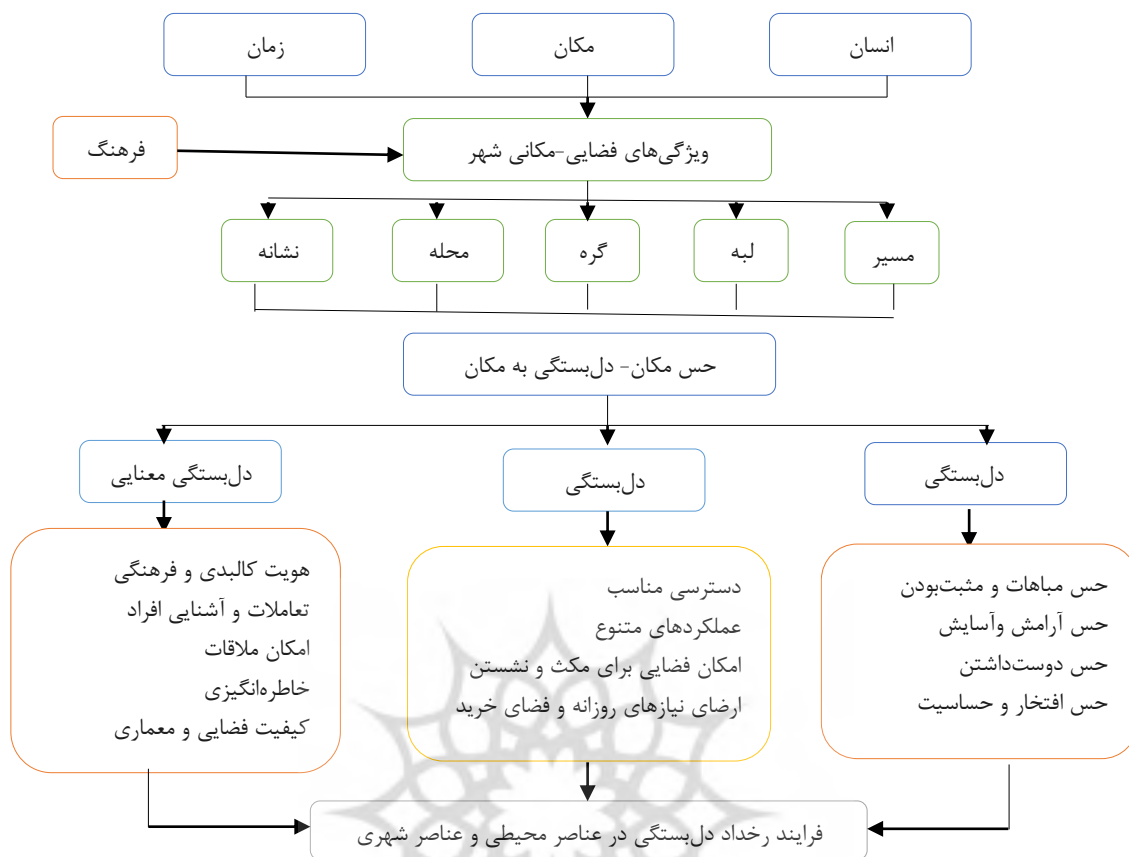 انسان
مکان
زمان
ویژگی‌های فضایی-مکانی شهر
فرهنگ
مسیر
لبه
گره
محله
نشانه
حس مکان- دل‌بستگی به مکان
دل‌بستگی
دل‌بستگی
دل‌بستگی معنایی
حس مباهات و مثبت‌بودن
حس آرامش وآسایش
حس دوست‌داشتن
حس افتخار و حساسیت
دسترسی مناسب
عملکردهای متنوع
امکان فضایی برای مکث و نشستن
ارضای نیازهای روزانه و فضای خرید
هویت کالبدی و فرهنگی
تعاملات و آشنایی افراد
امکان ملاقات
خاطره‌انگیزی
کیفیت فضایی و معماری
فرایند رخداد دل‌بستگی در عناصر محیطی و عناصر شهری